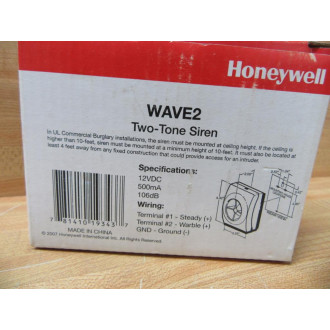 Honeywell
WAVE2
Two-Tone Siren
In UL Commercial Burglary installations, the siren must be mounted at ceiling height. If the ceiling is
higher than 10-feet, siren must be mounted at a minimum height of 10-feet. It must also be located at
least 4 feet away from any fixed construction that could provide access for an intruder.
Specifications:
12VDC
500mA
106dB
Wiring:
Terminal #1 - Steady (+)
Terminal #2 - Warble (+)
GND - Ground (-)
7 81410 19343 7
MADE IN CHINA
© 2007 Honeywell International Inc. All Rights Reserved.